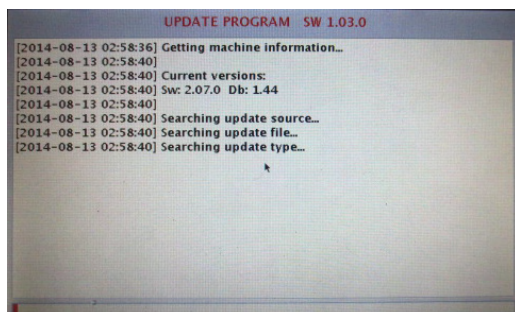 UPDATE PROGRAM SW 1.03.0
[2014-08-13 02:58:36] Getting machine information...
[2014-08-13 02:58:40]
[2014-08-13 02:58:40] Current versions:
[2014-08-13 02:58:40] Sw: 2.07.0 Db: 1.44
[2014-08-13 02:58:40]
[2014-08-13 02:58:40] Searching update source...
[2014-08-13 02:58:40] Searching update file...
[2014-08-13 02:58:40] Searching update type...